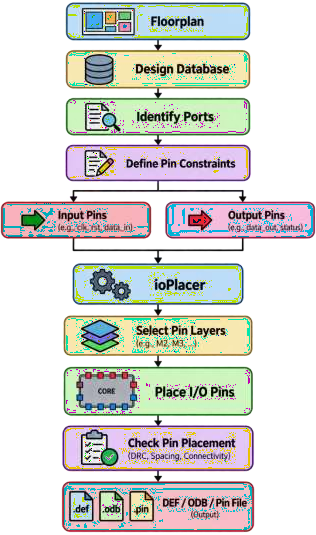 Floorplan
Design Database
Identify Ports
Define Pin Constraints
Input Pins
(e.g., clk, rst, data_in)
Output Pins
(e.g., data_out, status)
ioPlacer
Select Pin Layers
(e.g., M2, M3, ...)
CORE
Place I/O Pins
Check Pin Placement
(DRC, Spacing, Connectivity)
.def
.odb
.pin
DEF / ODB / Pin File
(Output)